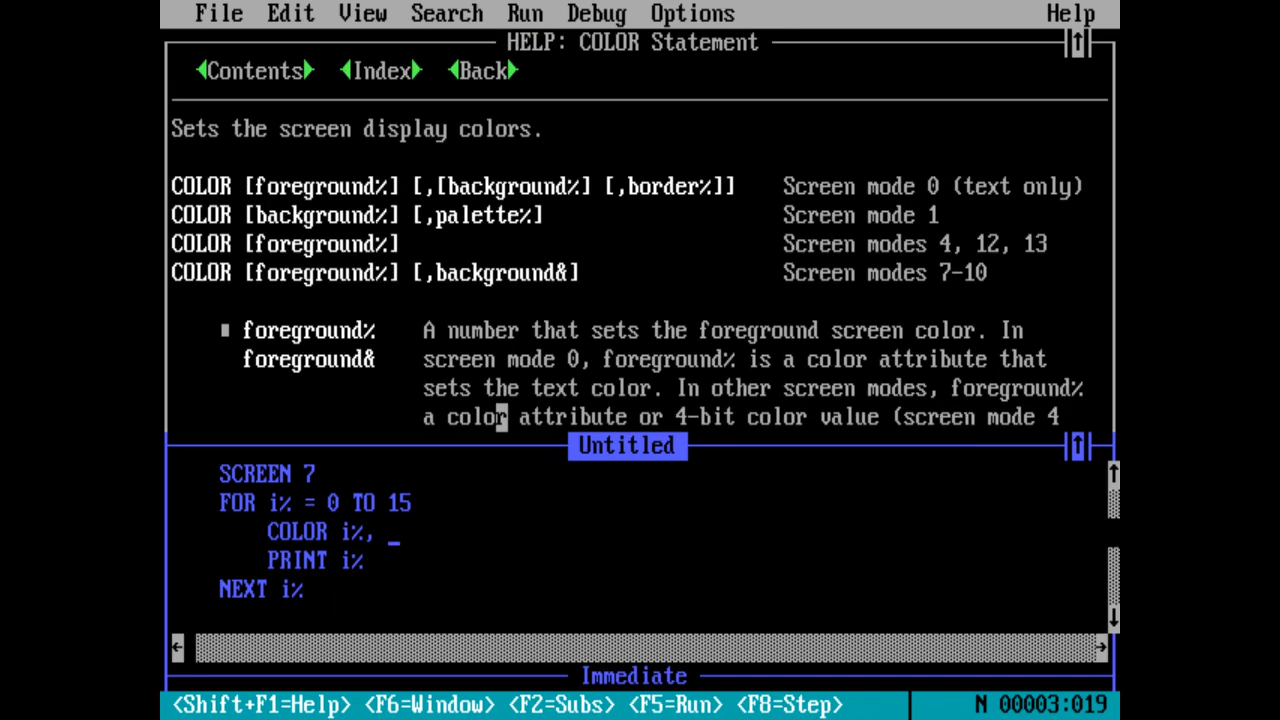 File Edit View Search Run Debug Options Help
HELP: COLOR Statement ↑
◄Contents► ◄Index► ◄Back►
Sets the screen display colors.
COLOR [foreground%] [,[background%] [,border%]] Screen mode 0 (text only)
COLOR [background%] [,palette%] Screen mode 1
COLOR [foreground%] Screen modes 4, 12, 13
COLOR [foreground%] [,background&] Screen modes 7-10
■ foreground% A number that sets the foreground screen color. In
foreground& screen mode 0, foreground% is a color attribute that
sets the text color. In other screen modes, foreground%
a color attribute or 4-bit color value (screen mode 4
Untitled ↑
SCREEN 7
FOR i% = 0 TO 15
COLOR i%, _
PRINT i%
NEXT i%
Immediate
<Shift+F1=Help> <F6=Window> <F2=Subs> <F5=Run> <F8=Step> N 00003:019